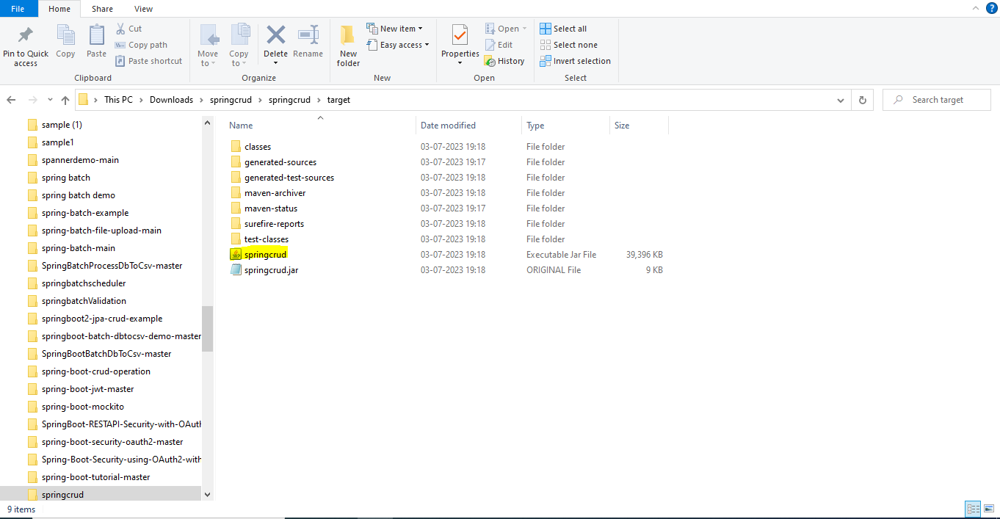 File Home Share View
Pin to Quick access
Copy
Paste
Cut
Copy path
Paste shortcut
Clipboard
Move to
Copy to
Delete
Rename
Organize
New folder
New item
Easy access
New
Properties
Open
Edit
History
Open
Select all
Select none
Invert selection
Select
This PC > Downloads > springcrud > springcrud > target
Search target
sample (1)
sample1
spannerdemo-main
spring batch
spring batch demo
spring-batch-example
spring-batch-file-upload-main
spring-batch-main
SpringBatchProcessDbToCsv-master
springbatchscheduler
springbatchValidation
springboot2-jpa-crud-example
springboot-batch-dbtocsv-demo-master
SpringBootBatchDbToCsv-master
spring-boot-crud-operation
spring-boot-jwt-master
spring-boot-mockito
SpringBoot-RESTAPI-Security-with-OAuth
spring-boot-security-oauth2-master
Spring-Boot-Security-using-OAuth2-with
spring-boot-tutorial-master
springcrud
Name Date modified Type Size
classes 03-07-2023 19:18 File folder
generated-sources 03-07-2023 19:17 File folder
generated-test-sources 03-07-2023 19:18 File folder
maven-archiver 03-07-2023 19:18 File folder
maven-status 03-07-2023 19:17 File folder
surefire-reports 03-07-2023 19:18 File folder
test-classes 03-07-2023 19:18 File folder
springcrud 03-07-2023 19:18 Executable Jar File 39,396 KB
springcrud.jar 03-07-2023 19:18 ORIGINAL File 9 KB
9 items